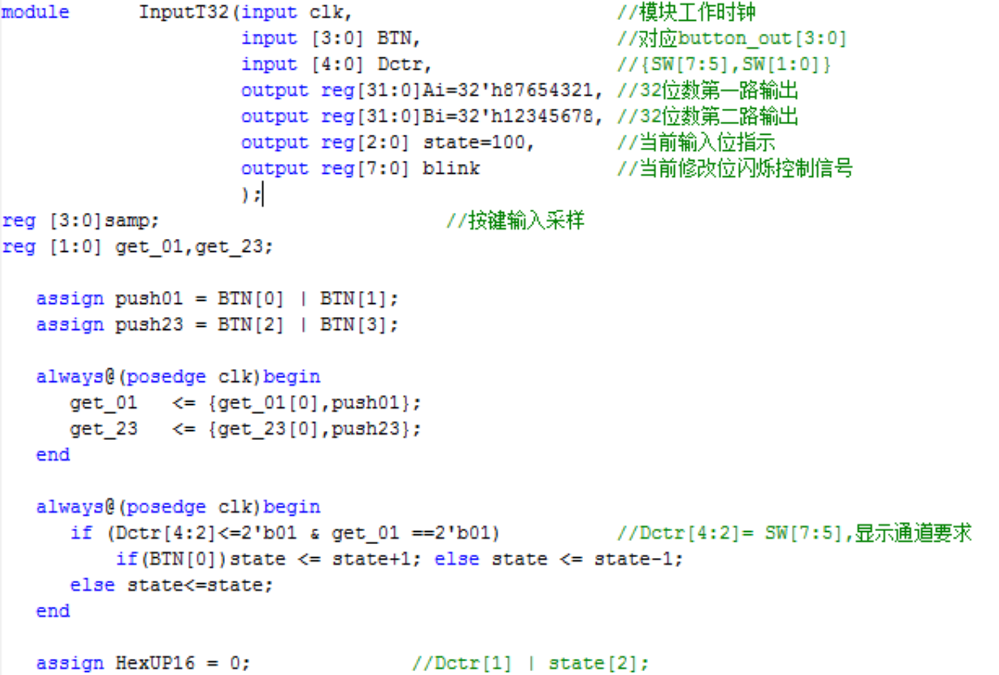 module InputT32(input clk, //模块工作时钟
input [3:0] BTN, //对应button_out[3:0]
input [4:0] Dctr, //{SW[7:5],SW[1:0]}
output reg[31:0]Ai=32'h87654321, //32位数第一路输出
output reg[31:0]Bi=32'h12345678, //32位数第二路输出
output reg[2:0] state=100, //当前输入位指示
output reg[7:0] blink //当前修改位闪烁控制信号
);
reg [3:0]samp; //按键输入采样
reg [1:0] get_01,get_23;
assign push01 = BTN[0] | BTN[1];
assign push23 = BTN[2] | BTN[3];
always@(posedge clk)begin
get_01 <= {get_01[0],push01};
get_23 <= {get_23[0],push23};
end
always@(posedge clk)begin
if (Dctr[4:2]<=2'b01 & get_01 ==2'b01) //Dctr[4:2]= SW[7:5],显示通道要求
if(BTN[0])state <= state+1; else state <= state-1;
else state<=state;
end
assign HexUP16 = 0; //Dctr[1] | state[2];